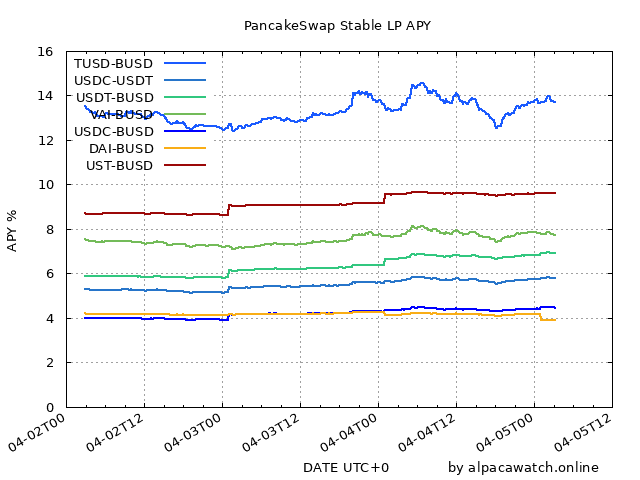 PancakeSwap Stable LP APY
16
14
12
10
8
6
4
2
0
APY %
TUSD-BUSD
USDC-USDT
USDT-BUSD
VAI-BUSD
USDC-BUSD
DAI-BUSD
UST-BUSD
04-02T00
04-02T12
04-03T00
04-03T12
04-04T00
04-04T12
04-05T00
04-05T12
DATE UTC+0
by alpacawatch.online